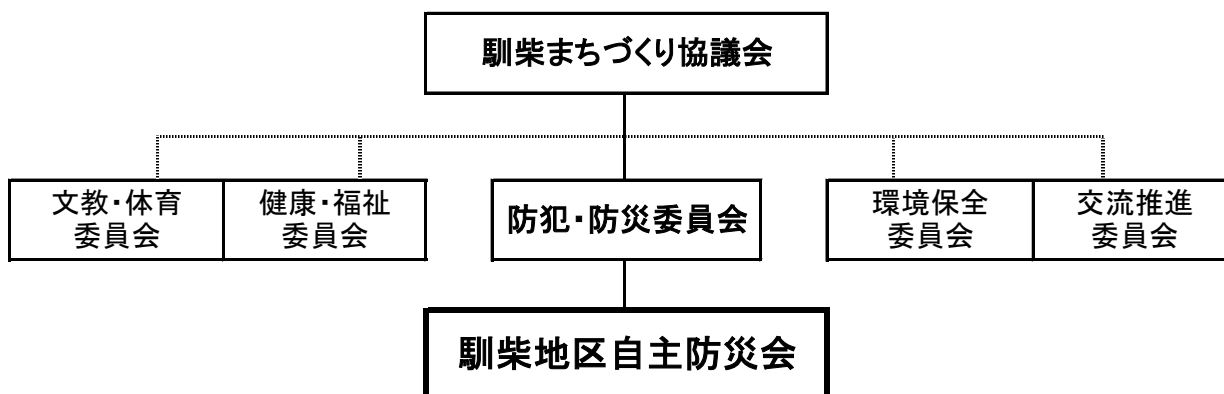 馴柴まちづくり協議会
文教・体育
委員会
健康・福祉
委員会
防犯・防災委員会
環境保全
委員会
交流推進
委員会
馴柴地区自主防災会